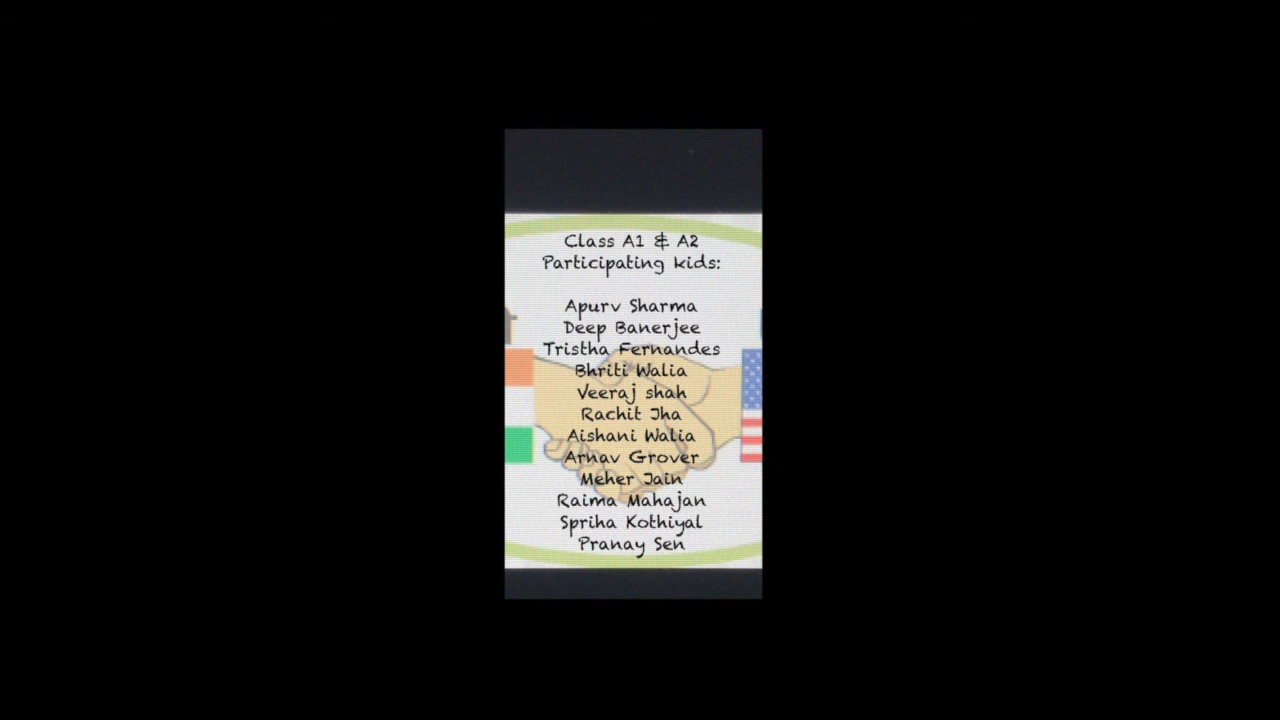 Class A1 & A2
Participating kids:
Apurv Sharma
Deep Banerjee
Tristha Fernandes
Bhriti Walia
Veeraj shah
Rachit Jha
Aishani Walia
Arnav Grover
Meher Jain
Raima Mahajan
Spriha Kothiyal
Pranay Sen